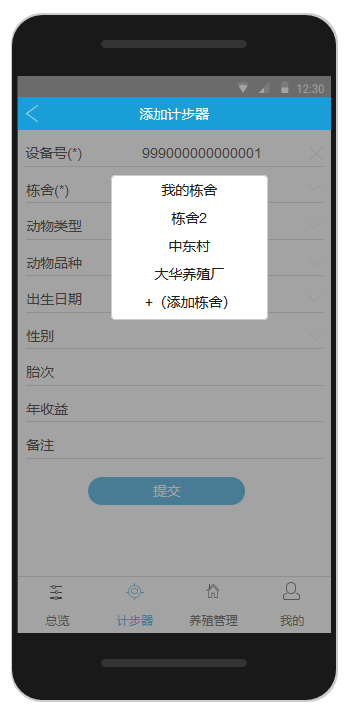 12:30
添加计步器
设备号(*) 999000000000001
栋舍(*)
我的栋舍
栋舍2
动物类型
中东村
动物品种
大华养殖厂
出生日期
+（添加栋舍）
性别
胎次
年收益
备注
提交
总览 计步器 养殖管理 我的